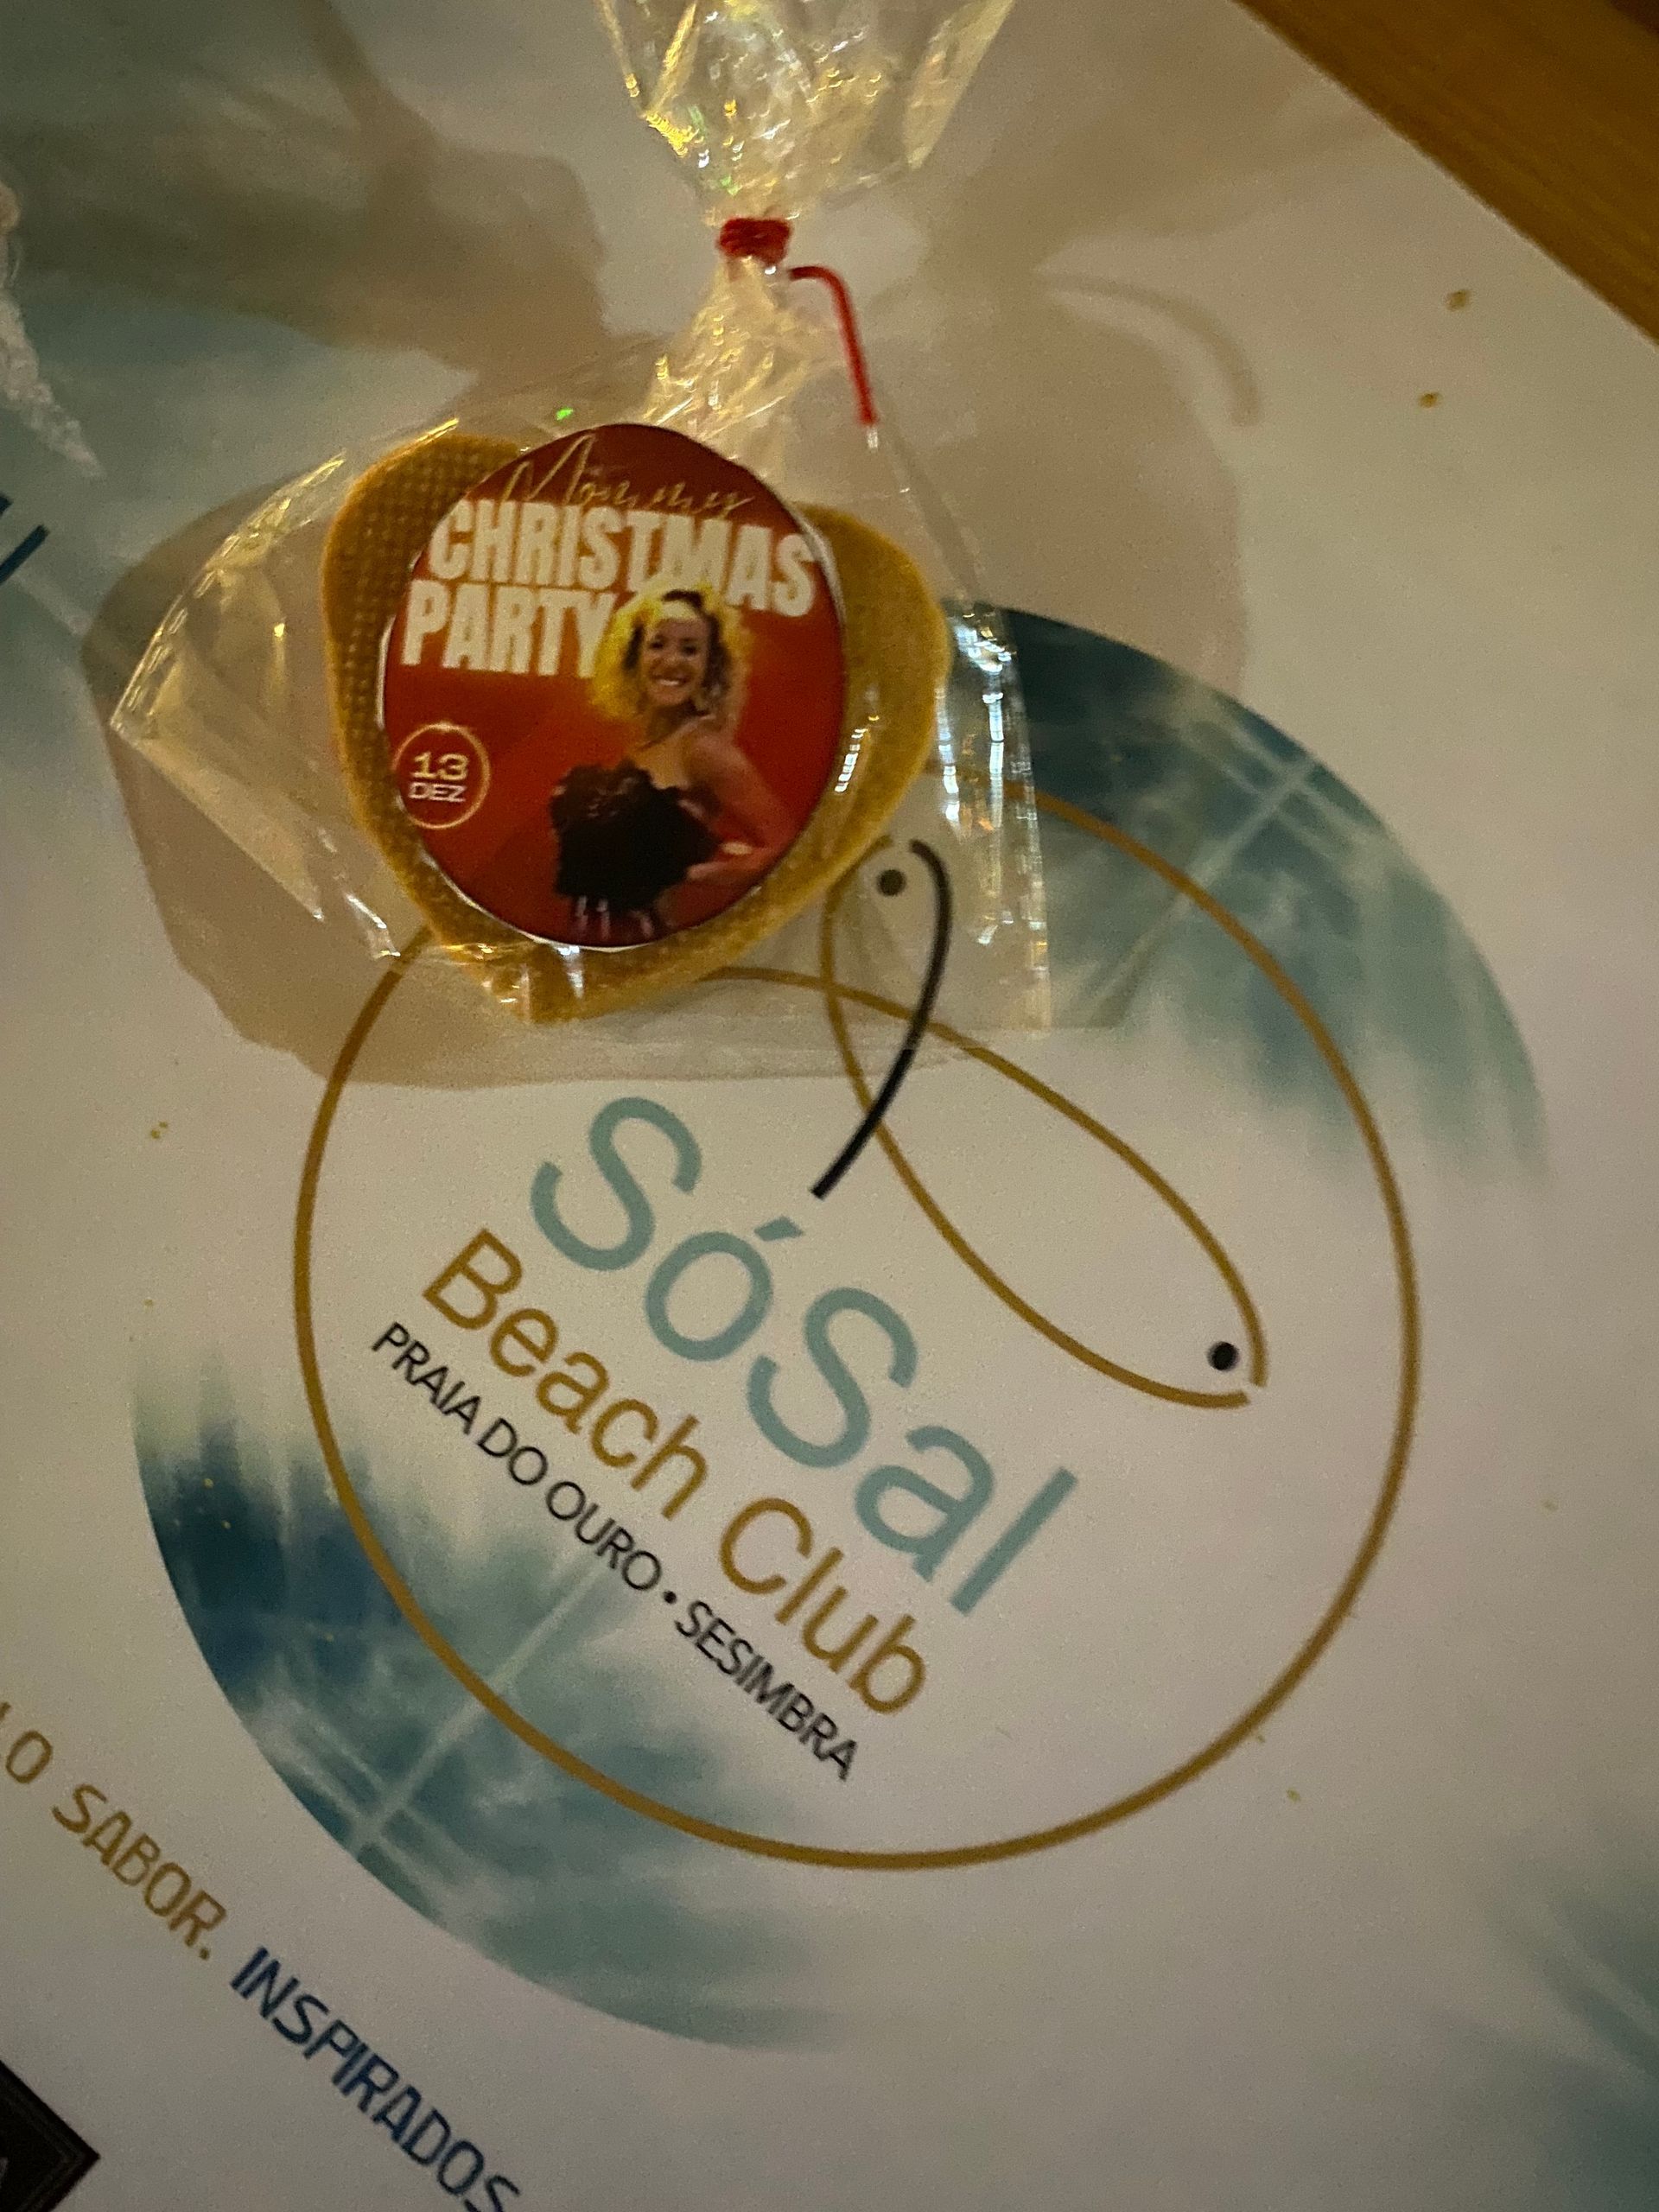 CHRISTMAS
PARTY
13
DEZ
SóSal
Beach Club
PRAIA DO OURO • SESIMBRA
SABOR. INSPIRADOS